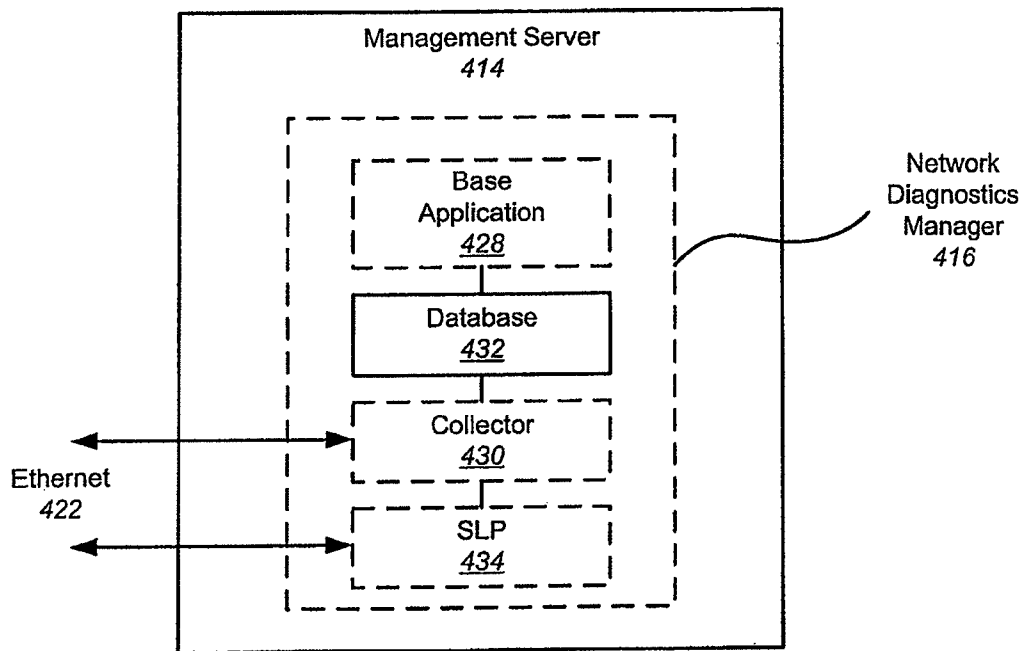 Management Server
414
Base
Application
428
Database
432
Collector
430
SLP
434
Ethernet
422
Network
Diagnostics
Manager
416